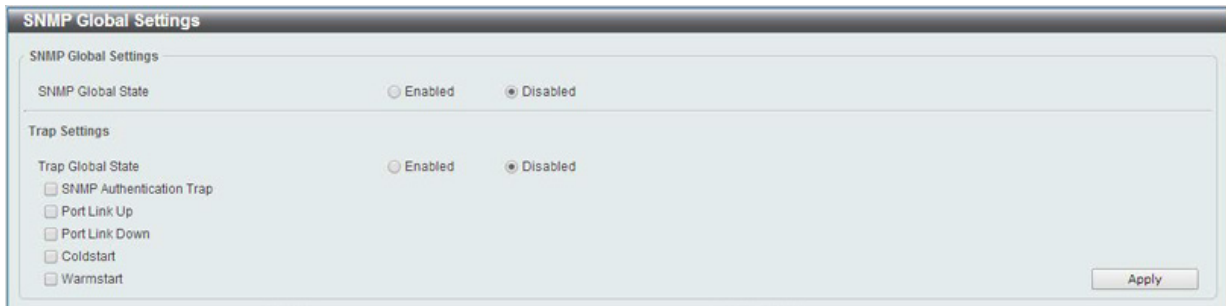 SNMP Global Settings
SNMP Global Settings
SNMP Global State Enabled Disabled
Trap Settings
Trap Global State Enabled Disabled
SNMP Authentication Trap
Port Link Up
Port Link Down
Coldstart
Warmstart
Apply